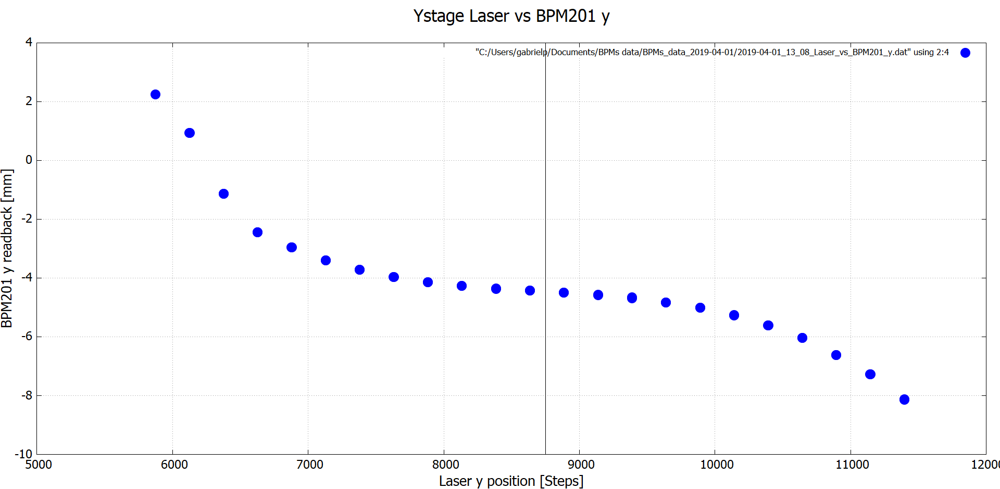 Ystage Laser vs BPM201 y
"C:/Users/gabrielp/Documents/BPMs data/BPMs_data_2019-04-01/2019-04-01_13_08_Laser_vs_BPM201_y.dat" using 2:4
BPM201 y readback [mm]
4
2
0
-2
-4
-6
-8
-10
5000 6000 7000 8000 9000 10000 11000 12000
Laser y position [Steps]